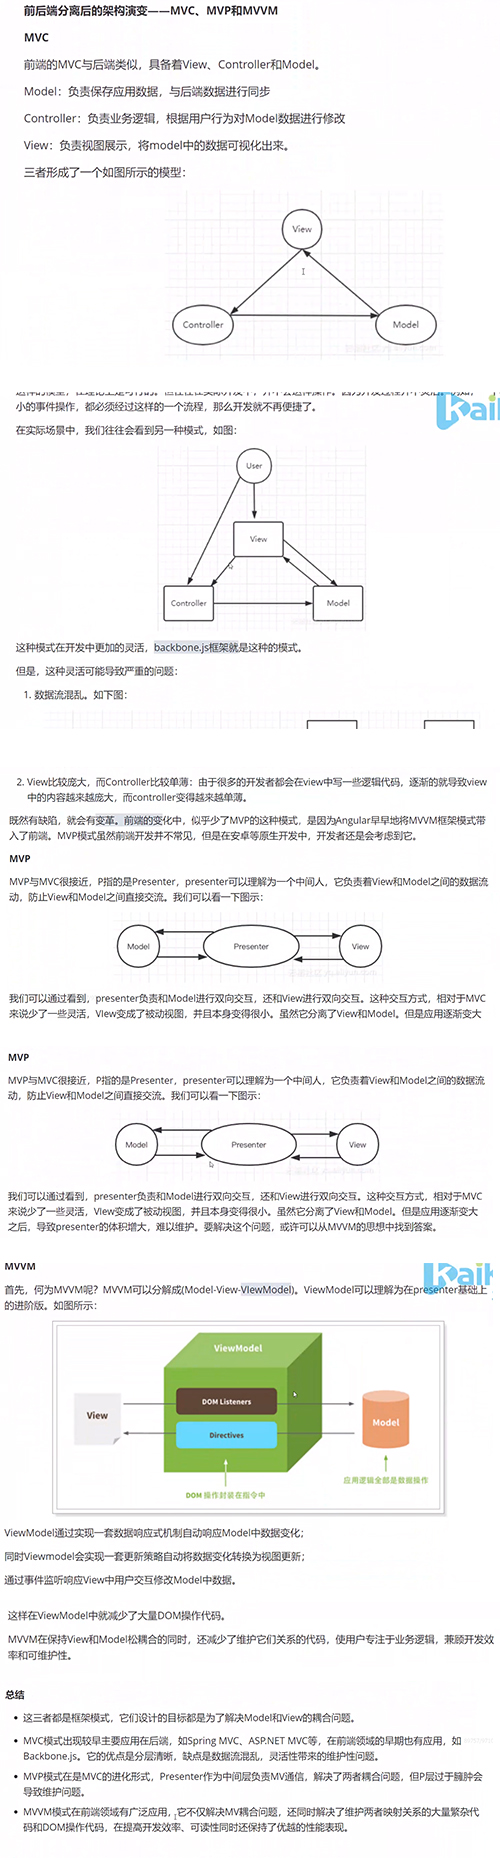 前后端分离后的架构演变——MVC、MVP和MVVM
MVC
前端的MVC与后端类似，具备着View、Controller和Model。
Model：负责保存应用数据，与后端数据进行同步
Controller：负责业务逻辑，根据用户行为对Model数据进行修改
View：负责视图展示，将model中的数据可视化出来。
三者形成了一个如图所示的模型：
View
Controller
Model
小的事件操作，都必须经过这样的一个流程，那么开发就不再便捷了。
Kaik
在实际场景中，我们往往会看到另一种模式，如图：
User
View
Controller
Model
这种模式在开发中更加的灵活，backbone.js框架就是这种的模式。
但是，这种灵活可能导致严重的问题：
1. 数据流混乱。如下图：
2. View比较庞大，而Controller比较单薄：由于很多的开发者都会在view中写一些逻辑代码，逐渐的就导致view
中的内容越来越庞大，而controller变得越来越单薄。
既然有缺陷，就会有变革。前端的变化中，似乎少了MVP的这种模式，是因为Angular早早地将MVVM框架模式带
入了前端。MVP模式虽然前端开发并不常见，但是在安卓等原生开发中，开发者还是会考虑到它。
MVP
MVP与MVC很接近，P指的是Presenter，presenter可以理解为一个中间人，它负责着View和Model之间的数据流
动，防止View和Model之间直接交流。我们可以看一下图示：
Model
Presenter
View
我们可以通过看到，presenter负责和Model进行双向交互，还和View进行双向交互。这种交互方式，相对于MVC
来说少了一些灵活，VIew变成了被动视图，并且本身变得很小。虽然它分离了View和Model。但是应用逐渐变大
MVP
MVP与MVC很接近，P指的是Presenter，presenter可以理解为一个中间人，它负责着View和Model之间的数据流
动，防止View和Model之间直接交流。我们可以看一下图示：
Model
Presenter
View
我们可以通过看到，presenter负责和Model进行双向交互，还和View进行双向交互。这种交互方式，相对于MVC
来说少了一些灵活，VIew变成了被动视图，并且本身变得很小。虽然它分离了View和Model。但是应用逐渐变大
之后，导致presenter的体积增大，难以维护。要解决这个问题，或许可以从MVVM的思想中找到答案。
MVVM
Kaik
首先，何为MVVM呢？MVVM可以分解成(Model-View-VIewModel)。ViewModel可以理解为在presenter基础上
的进阶版。如图所示：
ViewModel
View
DOM Listeners
Directives
Model
DOM 操作封装在指令中
应用逻辑全部是数据操作
ViewModel通过实现一套数据响应式机制自动响应Model中数据变化；
同时Viewmodel会实现一套更新策略自动将数据变化转换为视图更新；
通过事件监听响应View中用户交互修改Model中数据。
这样在ViewModel中就减少了大量DOM操作代码。
MVVM在保持View和Model松耦合的同时，还减少了维护它们关系的代码，使用户专注于业务逻辑，兼顾开发效
率和可维护性。
总结
• 这三者都是框架模式，它们设计的目标都是为了解决Model和View的耦合问题。
• MVC模式出现较早主要应用在后端，如Spring MVC、ASP.NET MVC等，在前端领域的早期也有应用，如
Backbone.js。它的优点是分层清晰，缺点是数据流混乱，灵活性带来的维护性问题。
• MVP模式在是MVC的进化形式，Presenter作为中间层负责MV通信，解决了两者耦合问题，但P层过于臃肿会
导致维护问题。
• MVVM模式在前端领域有广泛应用，它不仅解决MV耦合问题，还同时解决了维护两者映射关系的大量繁杂代
码和DOM操作代码，在提高开发效率、可读性同时还保持了优越的性能表现。